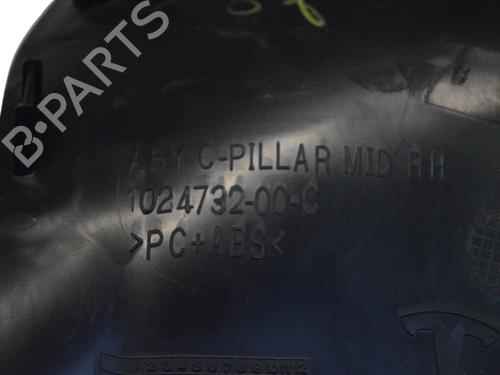 B-PARTS
ASY C-PILLAR MID RH
1024732-00-C
>PC+ABS<